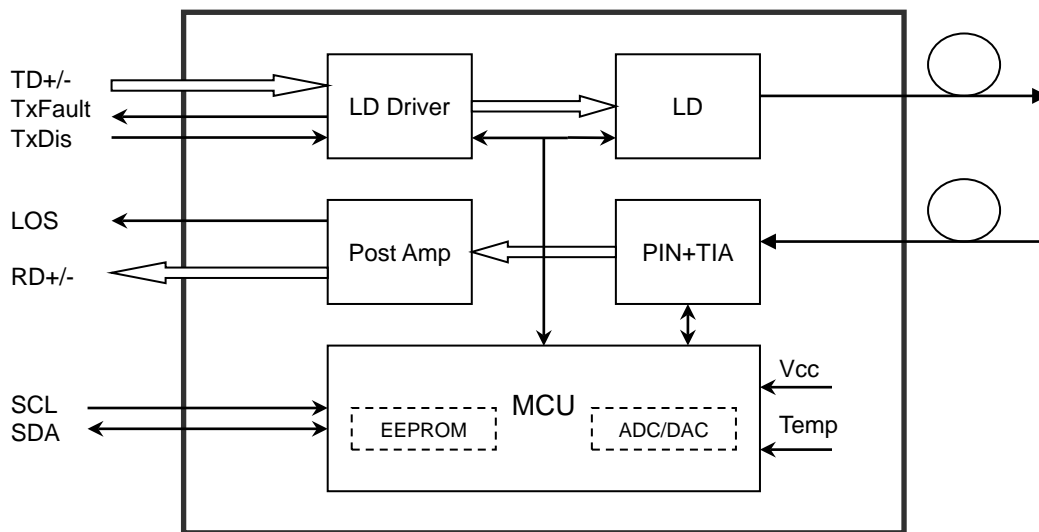 TD+/-
TxFault
TxDis
LD Driver
LD
LOS
RD+/-
Post Amp
PIN+TIA
SCL
SDA
MCU
EEPROM
ADC/DAC
Vcc
Temp